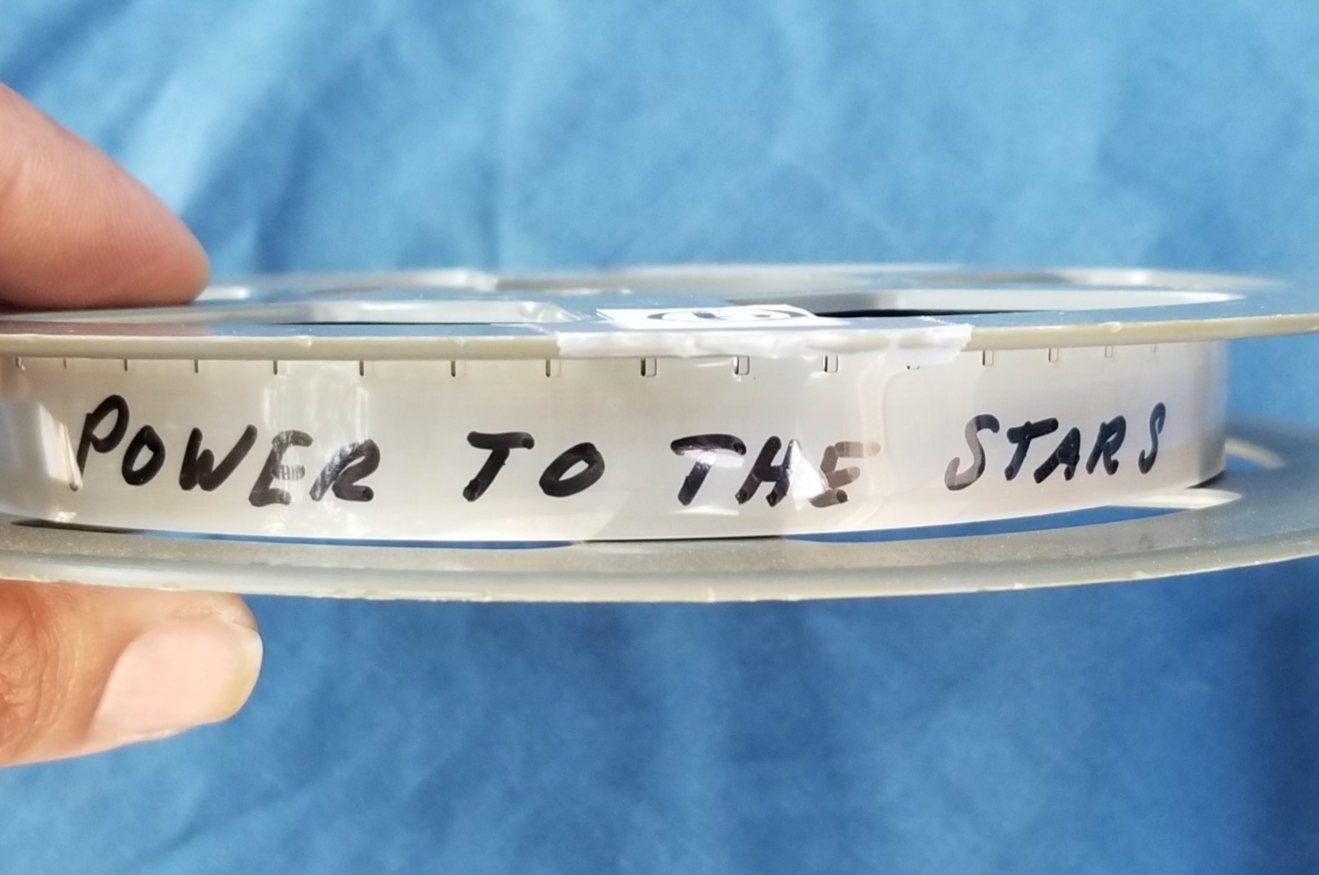 POWER TO THE STARS